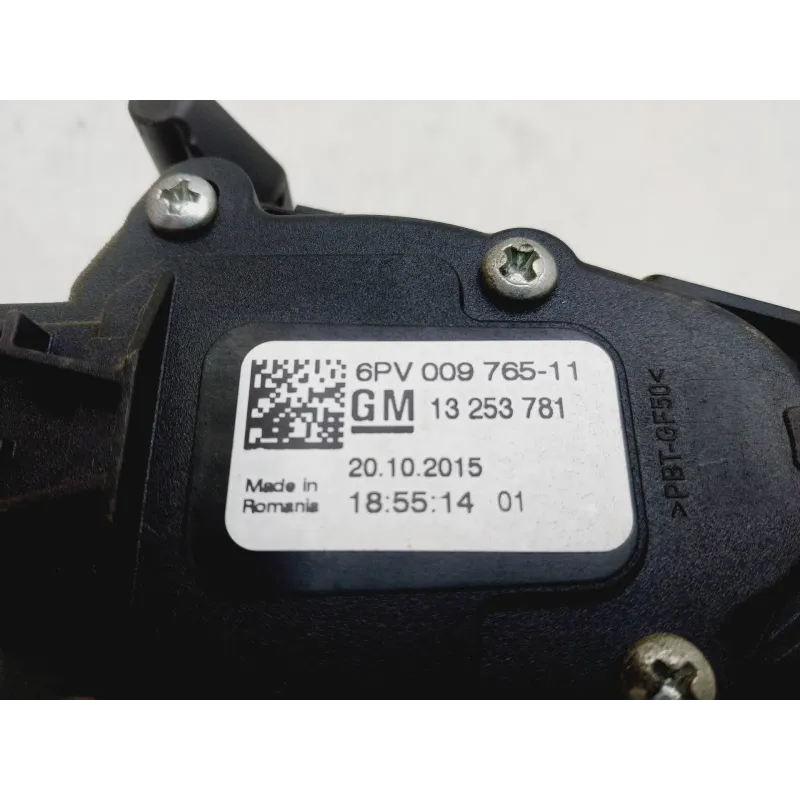 6PV 009 765-11
GM 13 253 781
20.10.2015
Made in
Romania
18:55:14 01
>PBT-GF50<